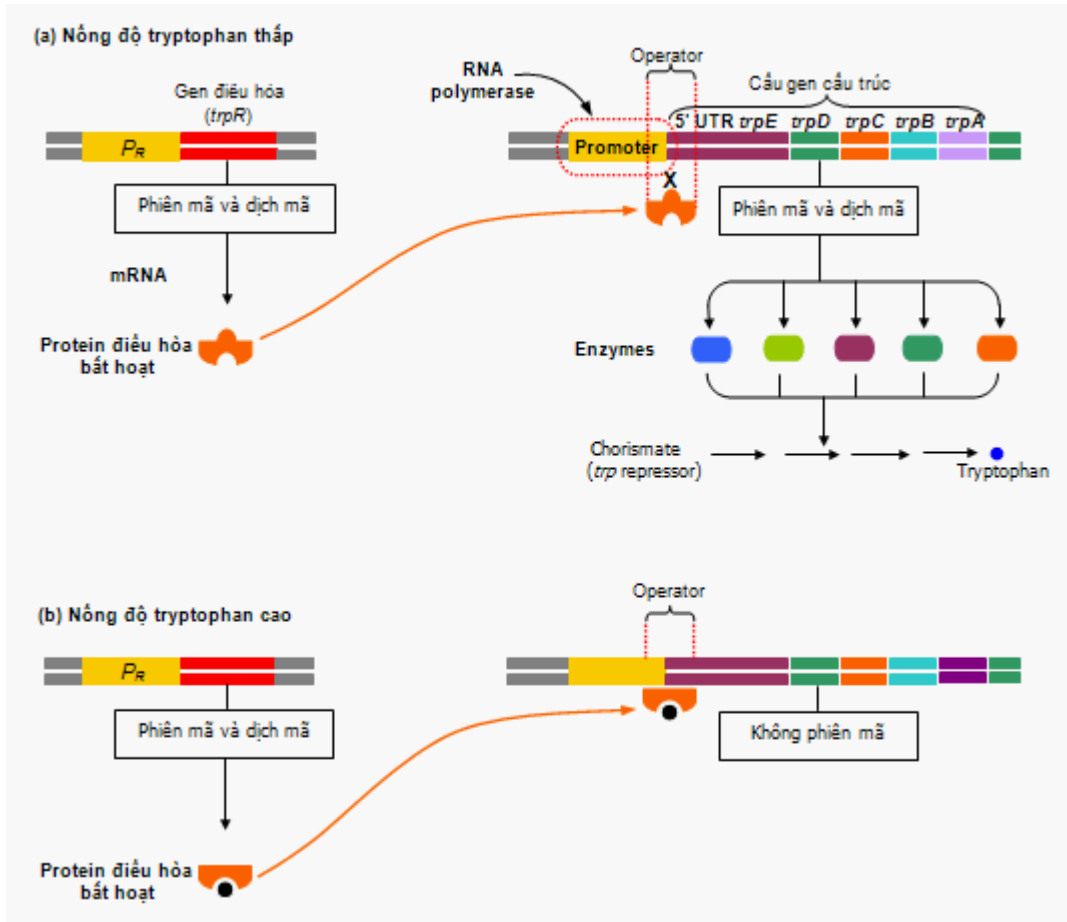 (a) Nồng độ tryptophan thấp
Operator
RNA
polymerase
Gen điều hóa
(trpR)
Cấu gen cấu trúc
5' UTR trpE trpD trpC trpB trpA
PR
Promoter
X
Phiên mã và dịch mã
Phiên mã và dịch mã
mRNA
Protein điều hòa
bất hoạt
Enzymes
Chorismate
(trp repressor)
Tryptophan
(b) Nồng độ tryptophan cao
Operator
PR
Phiên mã và dịch mã
Không phiên mã
Protein điều hòa
bất hoạt